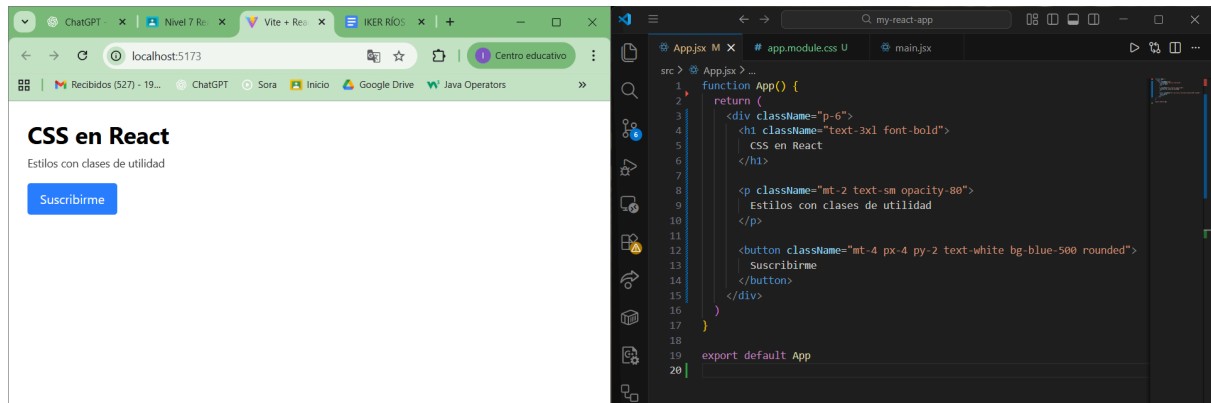 ChatGPT -
Nivel 7 Re
Vite + Rea
IKER RÍOS
localhost:5173
Centro educativo
Recibidos (527) - 19...
ChatGPT
Sora
Inicio
Google Drive
Java Operators
CSS en React
Estilos con clases de utilidad
Suscribirme
my-react-app
App.jsx M
# app.module.css U
main.jsx
src > App.jsx > ...
1 function App() {
2 return (
3 <div className="p-6">
4 <h1 className="text-3xl font-bold">
5 CSS en React
6 </h1>
7
8 <p className="mt-2 text-sm opacity-80">
9 Estilos con clases de utilidad
10 </p>
11
12 <button className="mt-4 px-4 py-2 text-white bg-blue-500 rounded">
13 Suscribirme
14 </button>
15 </div>
16 )
17 }
18
19 export default App
20